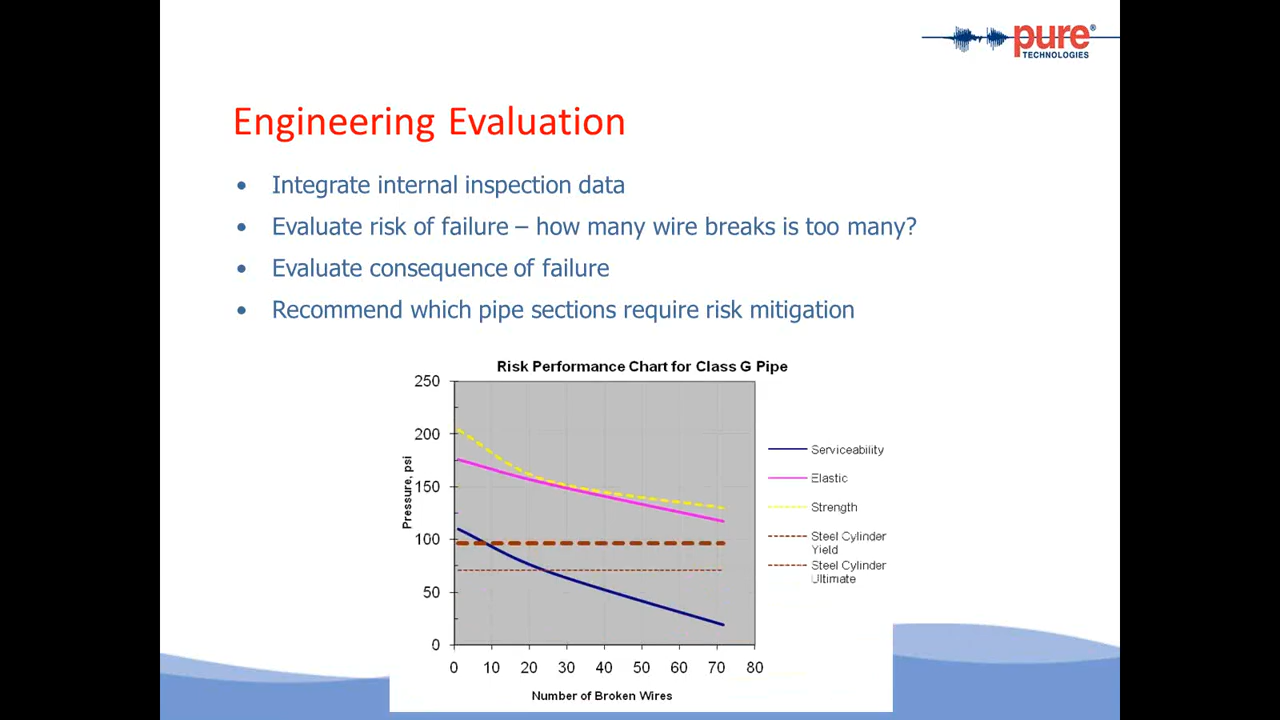 pure®
TECHNOLOGIES
Engineering Evaluation
• Integrate internal inspection data
• Evaluate risk of failure – how many wire breaks is too many?
• Evaluate consequence of failure
• Recommend which pipe sections require risk mitigation
Risk Performance Chart for Class G Pipe
250
200
150
100
50
0
Pressure, psi
0 10 20 30 40 50 60 70 80
Number of Broken Wires
Serviceability
Elastic
Strength
Steel Cylinder
Yield
Steel Cylinder
Ultimate